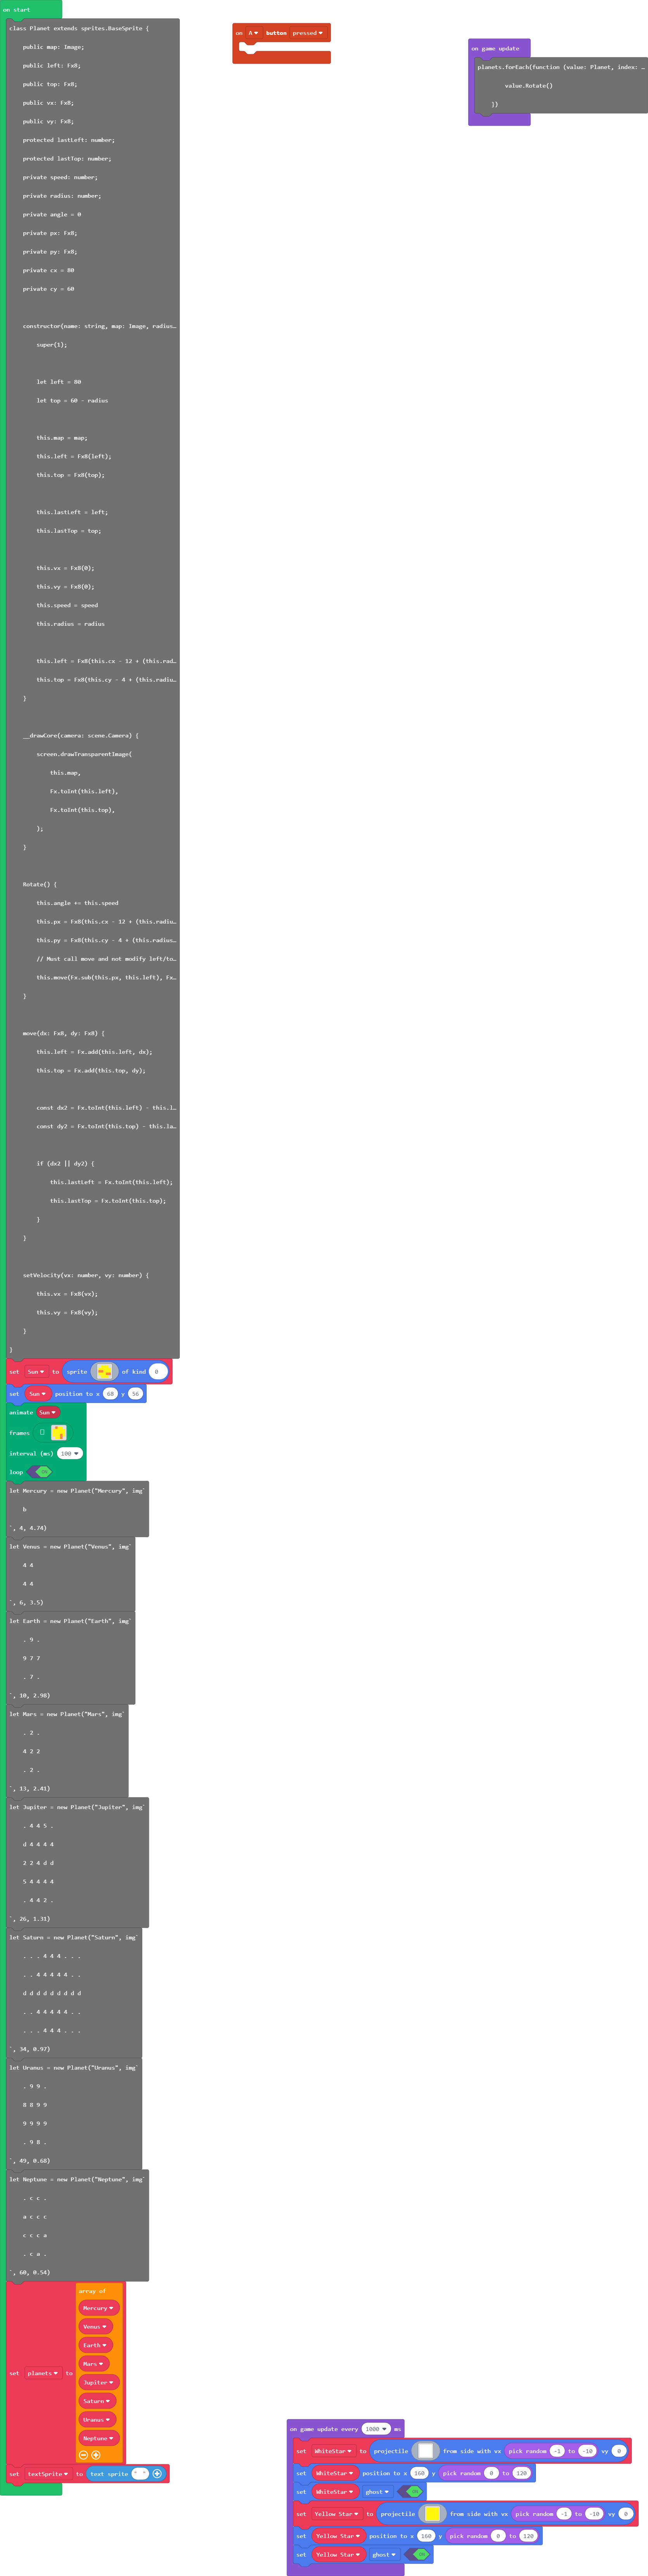 on start
class Planet extends sprites.BaseSprite {
public map: Image;
public left: Fx8;
public top: Fx8;
public vx: Fx8;
public vy: Fx8;
protected lastLeft: number;
protected lastTop: number;
private speed: number;
private radius: number;
private angle = 0
private px: Fx8;
private py: Fx8;
private cx = 80
private cy = 60
constructor(name: string, map: Image, radius…
super(1);
let left = 80
let top = 60 - radius
this.map = map;
this.left = Fx8(left);
this.top = Fx8(top);
this.lastLeft = left;
this.lastTop = top;
this.vx = Fx8(0);
this.vy = Fx8(0);
this.speed = speed
this.radius = radius
this.left = Fx8(this.cx - 12 + (this.rad…
this.top = Fx8(this.cy - 4 + (this.radiu…
}
__drawCore(camera: scene.Camera) {
screen.drawTransparentImage(
this.map,
Fx.toInt(this.left),
Fx.toInt(this.top),
);
}
Rotate() {
this.angle += this.speed
this.px = Fx8(this.cx - 12 + (this.radiu…
this.py = Fx8(this.cy - 4 + (this.radius…
// Must call move and not modify left/to…
this.move(Fx.sub(this.px, this.left), Fx…
}
move(dx: Fx8, dy: Fx8) {
this.left = Fx.add(this.left, dx);
this.top = Fx.add(this.top, dy);
const dx2 = Fx.toInt(this.left) - this.l…
const dy2 = Fx.toInt(this.top) - this.la…
if (dx2 || dy2) {
this.lastLeft = Fx.toInt(this.left);
this.lastTop = Fx.toInt(this.top);
}
}
setVelocity(vx: number, vy: number) {
this.vx = Fx8(vx);
this.vy = Fx8(vy);
}
}
set Sun to sprite of kind 0
set Sun position to x 68 y 56
animate Sun
frames
interval (ms) 100
loop
let Mercury = new Planet("Mercury", img`
b
`, 4, 4.74)
let Venus = new Planet("Venus", img`
4 4
4 4
`, 6, 3.5)
let Earth = new Planet("Earth", img`
. 9 .
9 7 7
. 7 .
`, 10, 2.98)
let Mars = new Planet("Mars", img`
. 2 .
4 2 2
. 2 .
`, 13, 2.41)
let Jupiter = new Planet("Jupiter", img`
. 4 4 5 .
d 4 4 4 4
2 2 4 d d
5 4 4 4 4
. 4 4 2 .
`, 26, 1.31)
let Saturn = new Planet("Saturn", img`
. . . 4 4 4 . . .
. . 4 4 4 4 4 . .
d d d d d d d d d
. . 4 4 4 4 4 . .
. . . 4 4 4 . . .
`, 34, 0.97)
let Uranus = new Planet("Uranus", img`
. 9 9 .
8 8 9 9
9 9 9 9
. 9 8 .
`, 49, 0.68)
let Neptune = new Planet("Neptune", img`
. c c .
a c c c
c c c a
. c a .
`, 60, 0.54)
set planets to array of
Mercury
Venus
Earth
Mars
Jupiter
Saturn
Uranus
Neptune
set textSprite to text sprite " "
on A button pressed
on game update
planets.forEach(function (value: Planet, index: …
value.Rotate()
})
on game update every 1000 ms
set WhiteStar to projectile from side with vx pick random -1 to -10 vy 0
set WhiteStar position to x 160 y pick random 0 to 120
set WhiteStar ghost
set Yellow Star to projectile from side with vx pick random -1 to -10 vy 0
set Yellow Star position to x 160 y pick random 0 to 120
set Yellow Star ghost